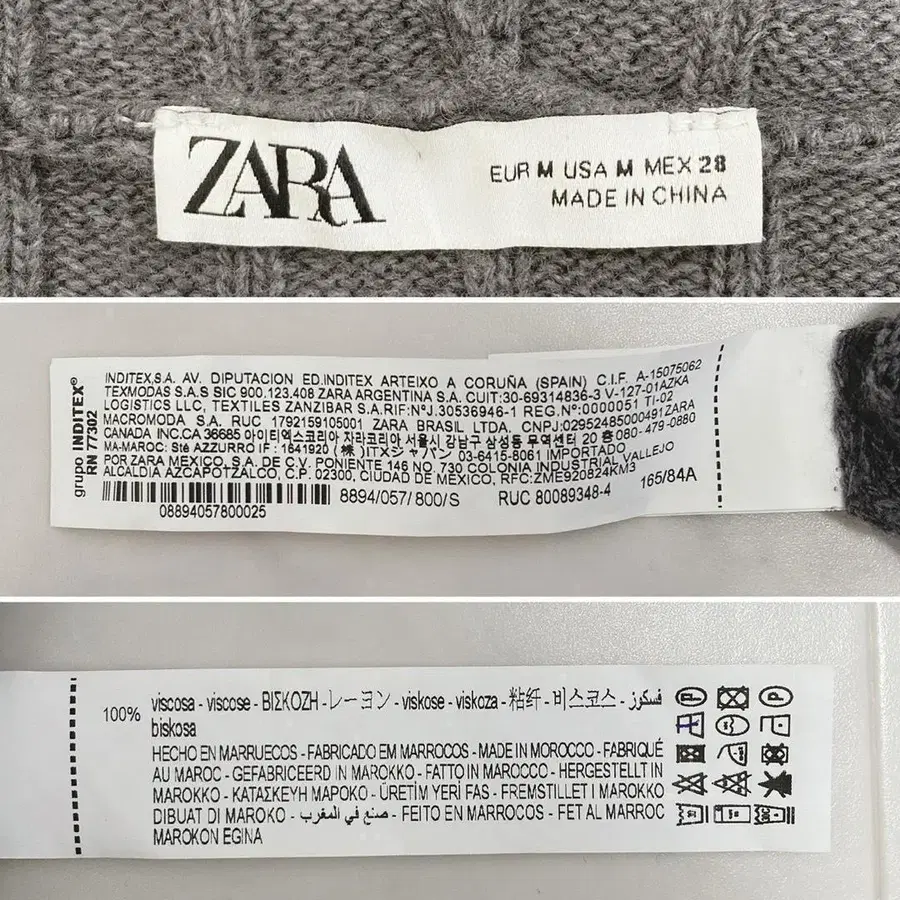 ZARA
EUR M USA M MEX 28
MADE IN CHINA
grupo INDITEX®
RN 77302
INDITEX,S.A. AV. DIPUTACION ED.INDITEX ARTEIXO A CORUÑA (SPAIN) C.I.F. A-15075062
TEXMODAS S.A.S SIC 900.123.408 ZARA ARGENTINA S.A. CUIT:30-69314836-3 V-127-01AZKA
LOGISTICS LLC, TEXTILES ZANZIBAR S.A.RIF:NºJ.30536946-1 REG.Nº:0000051 TI-02
MACROMODA S.A. RUC 1792159105001 ZARA BRASIL LTDA. CNPJ:02952485000491ZARA
CANADA INC.CA 36685 아이티엑스코리아 자라코리아 서울시 강남구 삼성동 무역센터 20 층080-479-0880
MA-MAROC: Sté AZZURRO IF : 1641920 (株)ITXジャパン 03-6415-8061 IMPORTADO
POR ZARA MEXICO, S.A. DE C.V. PONIENTE 146 NO. 730 COLONIA INDUSTRIAL VALLEJO
ALCALDIA AZCAPOTZALCO, C.P. 02300, CIUDAD DE MEXICO, RFC:ZME920824KM3
8894/057/800/S RUC 80089348-4 165/84A
08894057800025
100% viscosa - viscose - ΒΙΣΚΟΖΗ - レーヨン - viskose - viskoza - 粘纤 - 비스코스 - فسكوز -
biskosa
HECHO EN MARRUECOS - FABRICADO EM MARROCOS - MADE IN MOROCCO - FABRIQUÉ
AU MAROC - GEFABRICEERD IN MAROKKO - FATTO IN MAROCCO - HERGESTELLT IN
MAROKKO - ΚΑΤΑΣΚΕΥΗ ΜΑΡΟΚΟ - ÜRETİM YERİ FAS - FREMSTILLET I MAROKKO
DIBUAT DI MAROKO - صنع في المغرب - FEITO EN MARROCOS - FET AL MARROC
MAROKON EGINA